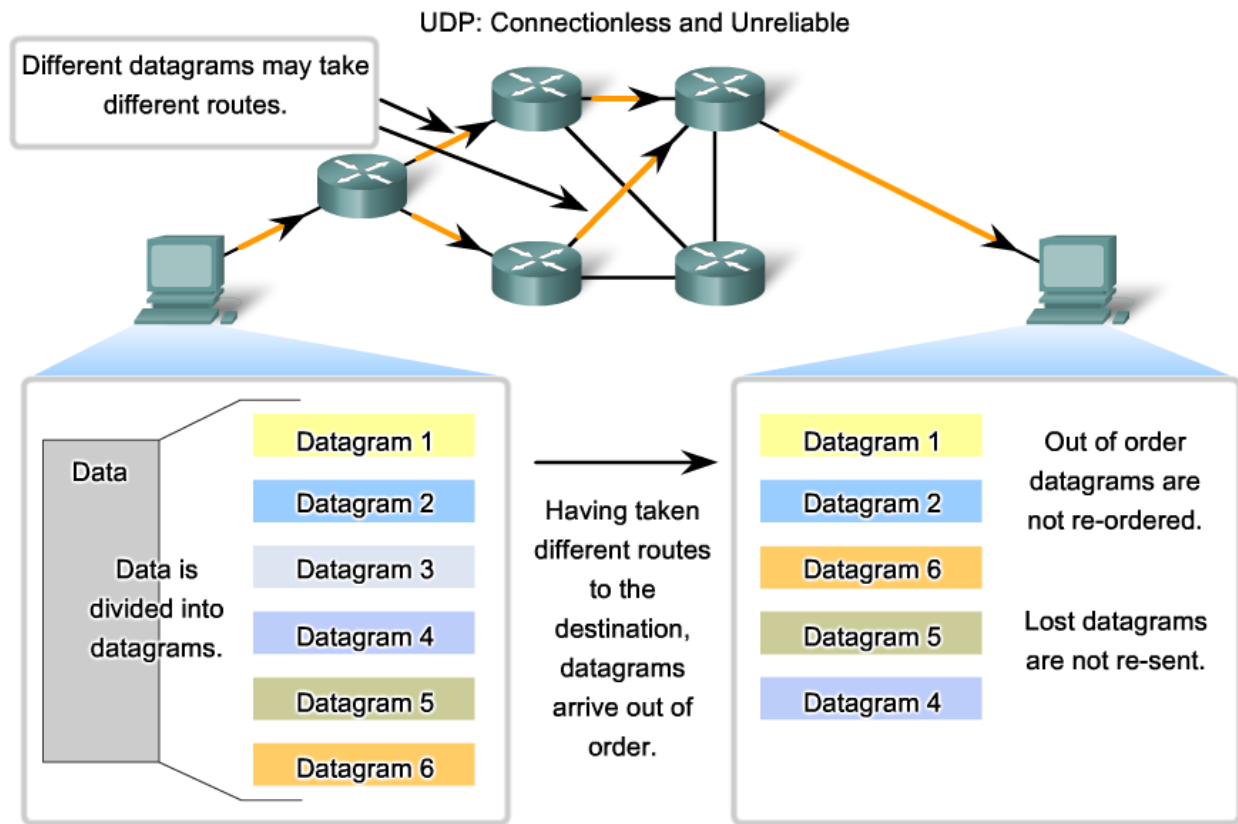 UDP: Connectionless and Unreliable
Different datagrams may take
different routes.
Data
Data is
divided into
datagrams.
Datagram 1
Datagram 2
Datagram 3
Datagram 4
Datagram 5
Datagram 6
Having taken
different routes
to the
destination,
datagrams
arrive out of
order.
Datagram 1
Datagram 2
Datagram 6
Datagram 5
Datagram 4
Out of order
datagrams are
not re-ordered.
Lost datagrams
are not re-sent.